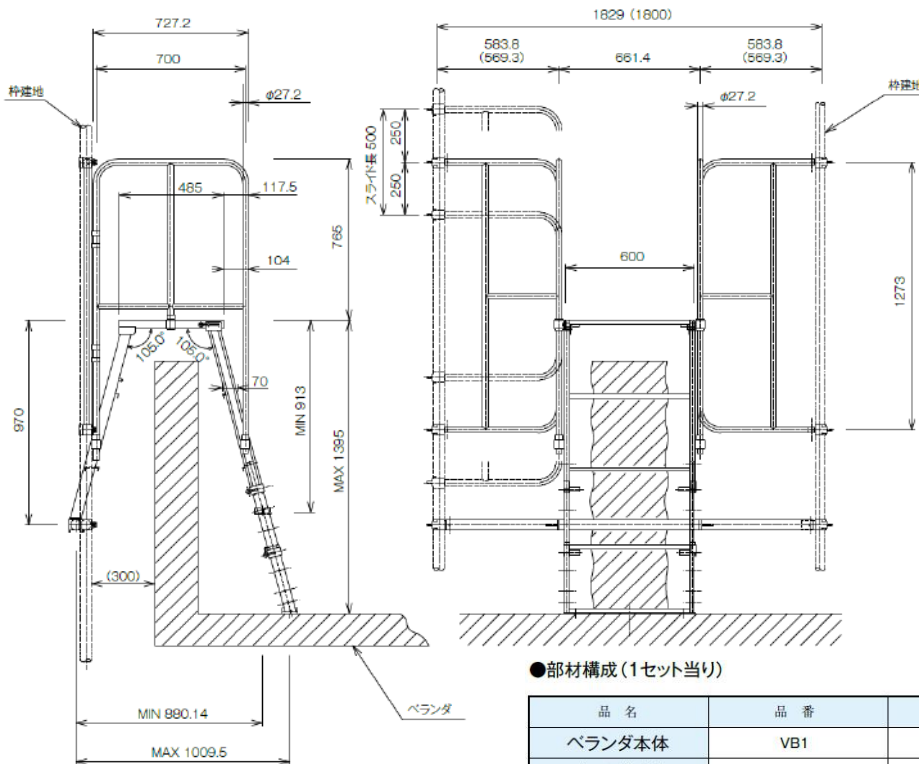 727.2
700
枠建地
φ27.2
485
117.5
104
765
105.0°
105.0°
70
970
MIN 913
MAX 1395
(300)
MIN 880.14
MAX 1009.5
ベランダ
1829 (1800)
583.8
(569.3)
661.4
583.8
(569.3)
φ27.2
枠建地
スライド長 500
250
250
600
1273
●部材構成(1セット当り)
品 名
品 番
ベランダ本体
VB1